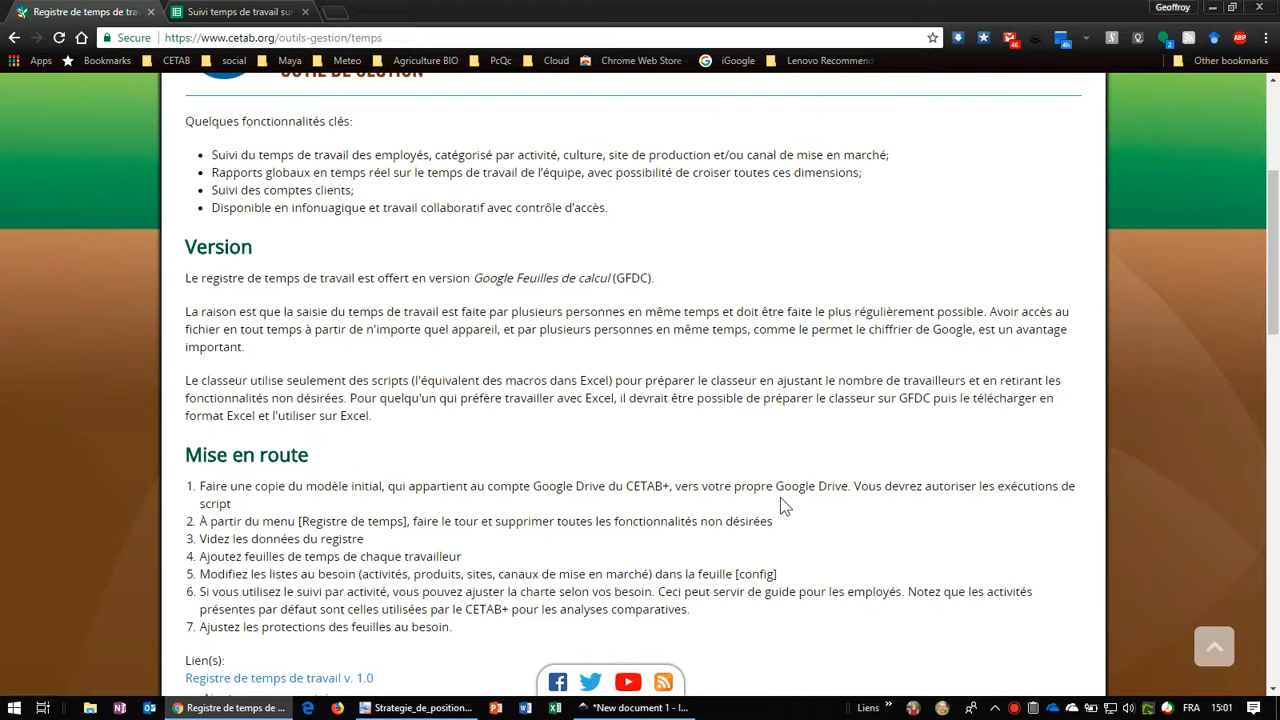 Registre de temps de tra
Suivi temps de travail sur
Geoffroy
Secure
https://www.cetab.org/outils-gestion/temps
Apps
Bookmarks
CETAB
social
Maya
Meteo
Agriculture BIO
PcQc
Cloud
Chrome Web Store -
iGoogle
Lenovo Recommend
Other bookmarks
OUTIL DE GESTION
Quelques fonctionnalités clés:
• Suivi du temps de travail des employés, catégorisé par activité, culture, site de production et/ou canal de mise en marché;
• Rapports globaux en temps réel sur le temps de travail de l'équipe, avec possibilité de croiser toutes ces dimensions;
• Suivi des comptes clients;
• Disponible en infonuagique et travail collaboratif avec contrôle d'accès.
Version
Le registre de temps de travail est offert en version Google Feuilles de calcul (GFDC).
La raison est que la saisie du temps de travail est faite par plusieurs personnes en même temps et doit être faite le plus régulièrement possible. Avoir accès au
fichier en tout temps à partir de n'importe quel appareil, et par plusieurs personnes en même temps, comme le permet le chiffrier de Google, est un avantage
important.
Le classeur utilise seulement des scripts (l'équivalent des macros dans Excel) pour préparer le classeur en ajustant le nombre de travailleurs et en retirant les
fonctionnalités non désirées. Pour quelqu'un qui préfère travailler avec Excel, il devrait être possible de préparer le classeur sur GFDC puis le télécharger en
format Excel et l'utiliser sur Excel.
Mise en route
1. Faire une copie du modèle initial, qui appartient au compte Google Drive du CETAB+, vers votre propre Google Drive. Vous devrez autoriser les exécutions de
script
2. À partir du menu [Registre de temps], faire le tour et supprimer toutes les fonctionnalités non désirées
3. Videz les données du registre
4. Ajoutez feuilles de temps de chaque travailleur
5. Modifiez les listes au besoin (activités, produits, sites, canaux de mise en marché) dans la feuille [config]
6. Si vous utilisez le suivi par activité, vous pouvez ajuster la charte selon vos besoin. Ceci peut servir de guide pour les employés. Notez que les activités
présentes par défaut sont celles utilisées par le CETAB+ pour les analyses comparatives.
7. Ajustez les protections des feuilles au besoin.
Lien(s):
Registre de temps de travail v. 1.0
Registre de temps de ...
Strategie_de_position...
*New document 1 - I...
Liens
FRA
15:01